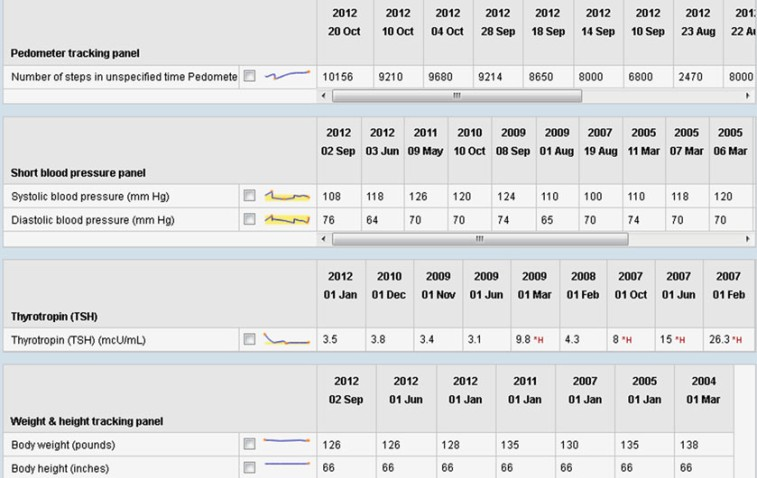 2012 2012 2012 2012 2012 2012 2012 2012 201
20 Oct 10 Oct 04 Oct 28 Sep 18 Sep 14 Sep 10 Sep 23 Aug 22 Au
Pedometer tracking panel
Number of steps in unspecified time Pedomete 10156 9210 9680 9214 8650 8000 6800 2470 8000
2012 2012 2011 2010 2009 2009 2007 2005 2005 2005
02 Sep 03 Jun 09 May 10 Oct 08 Sep 01 Aug 19 Aug 11 Mar 07 Mar 06 Mar
Short blood pressure panel
Systolic blood pressure (mm Hg) 108 118 126 120 124 110 100 110 118 120
Diastolic blood pressure (mm Hg) 76 64 70 70 74 65 70 74 70 70
2012 2010 2009 2009 2009 2008 2007 2007 2007
01 Jan 01 Dec 01 Nov 01 Jun 01 Mar 01 Feb 01 Oct 01 Jun 01 Feb
Thyrotropin (TSH)
Thyrotropin (TSH) (mcU/mL) 3.5 3.8 3.4 3.1 9.8 *H 4.3 8 *H 15 *H 26.3 *H
2012 2012 2012 2011 2007 2005 2004
02 Sep 01 Jun 01 Jan 01 Jan 01 Jan 01 Jan 01 Mar
Weight & height tracking panel
Body weight (pounds) 126 126 128 135 130 135 138
Body height (inches) 66 66 66 66 66 66 66